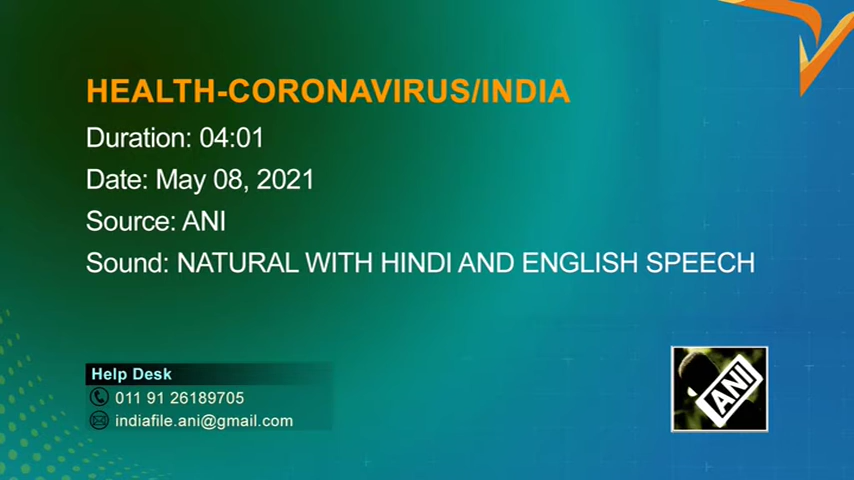 HEALTH-CORONAVIRUS/INDIA
Duration: 04:01
Date: May 08, 2021
Source: ANI
Sound: NATURAL WITH HINDI AND ENGLISH SPEECH
Help Desk
011 91 26189705
indiafile.ani@gmail.com
ANI